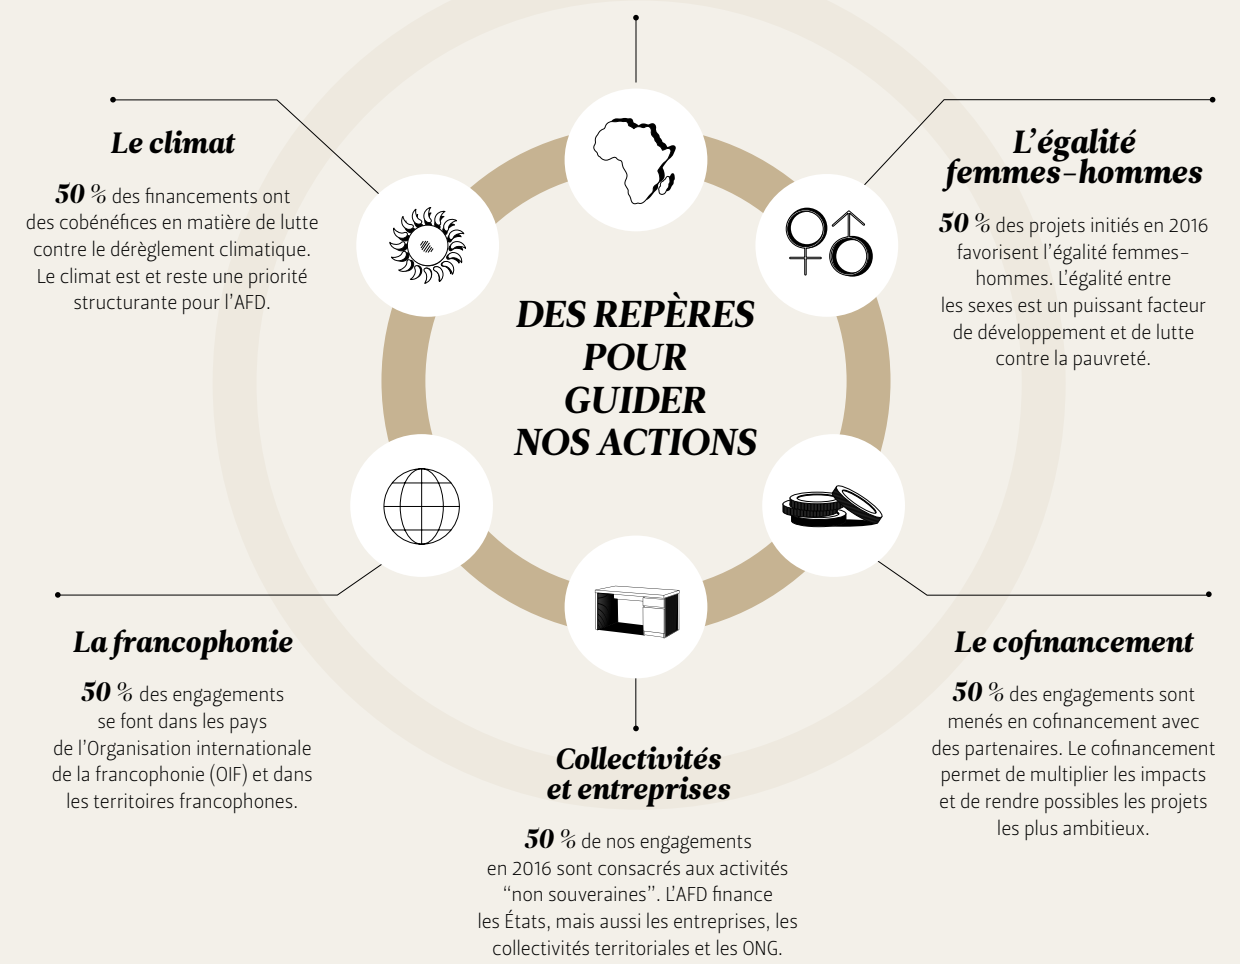 Le climat
50 % des financements ont
des cobénéfices en matière de lutte
contre le dérèglement climatique.
Le climat est et reste une priorité
structurante pour l’AFD.
L’égalité
femmes-hommes
50 % des projets initiés en 2016
favorisent l’égalité femmes-
hommes. L’égalité entre
les sexes est un puissant facteur
de développement et de lutte
contre la pauvreté.
DES REPÈRES
POUR
GUIDER
NOS ACTIONS
La francophonie
50 % des engagements
se font dans les pays
de l’Organisation internationale
de la francophonie (OIF) et dans
les territoires francophones.
Collectivités
et entreprises
50 % de nos engagements
en 2016 sont consacrés aux activités
“non souveraines”. L’AFD finance
les États, mais aussi les entreprises, les
collectivités territoriales et les ONG.
Le cofinancement
50 % des engagements sont
menés en cofinancement avec
des partenaires. Le cofinancement
permet de multiplier les impacts
et de rendre possibles les projets
les plus ambitieux.